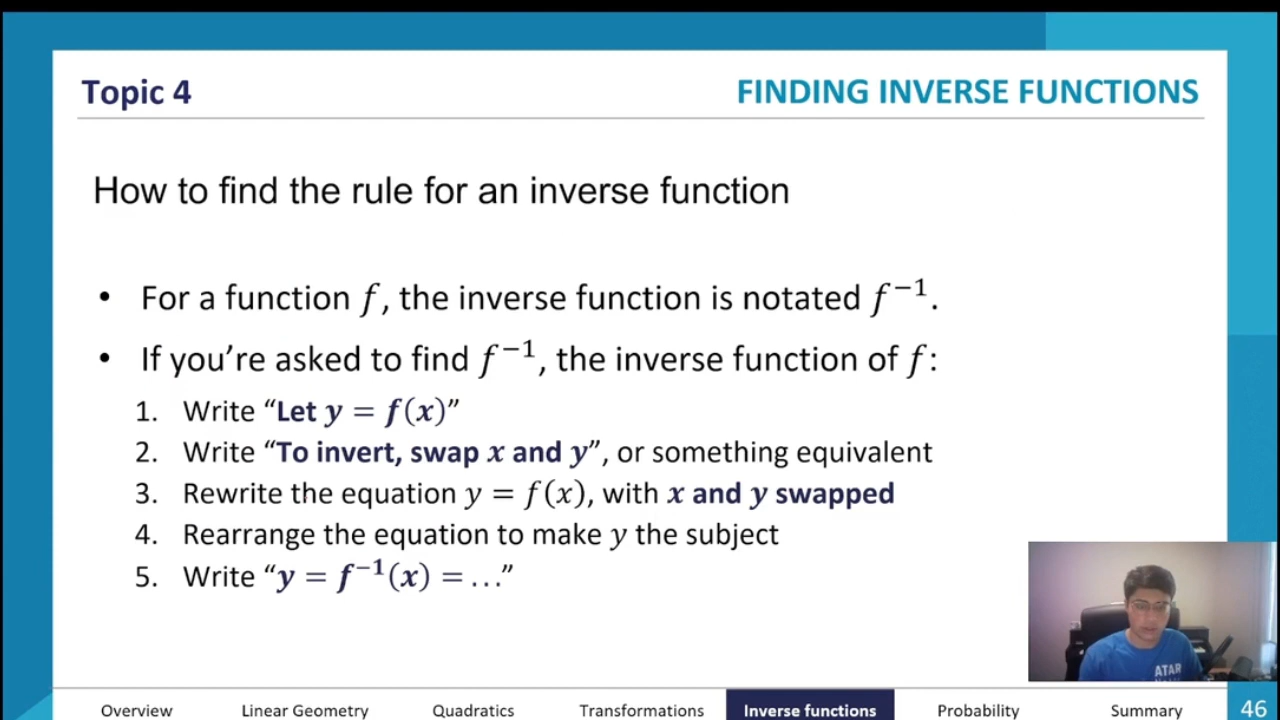 Topic 4
FINDING INVERSE FUNCTIONS
How to find the rule for an inverse function
• For a function f, the inverse function is notated f⁻¹.
• If you’re asked to find f⁻¹, the inverse function of f:
1. Write “Let y = f(x)”
2. Write “To invert, swap x and y”, or something equivalent
3. Rewrite the equation y = f(x), with x and y swapped
4. Rearrange the equation to make y the subject
5. Write “y = f⁻¹(x) = …”
ATAR
Overview Linear Geometry Quadratics Transformations Inverse functions Probability Summary 46